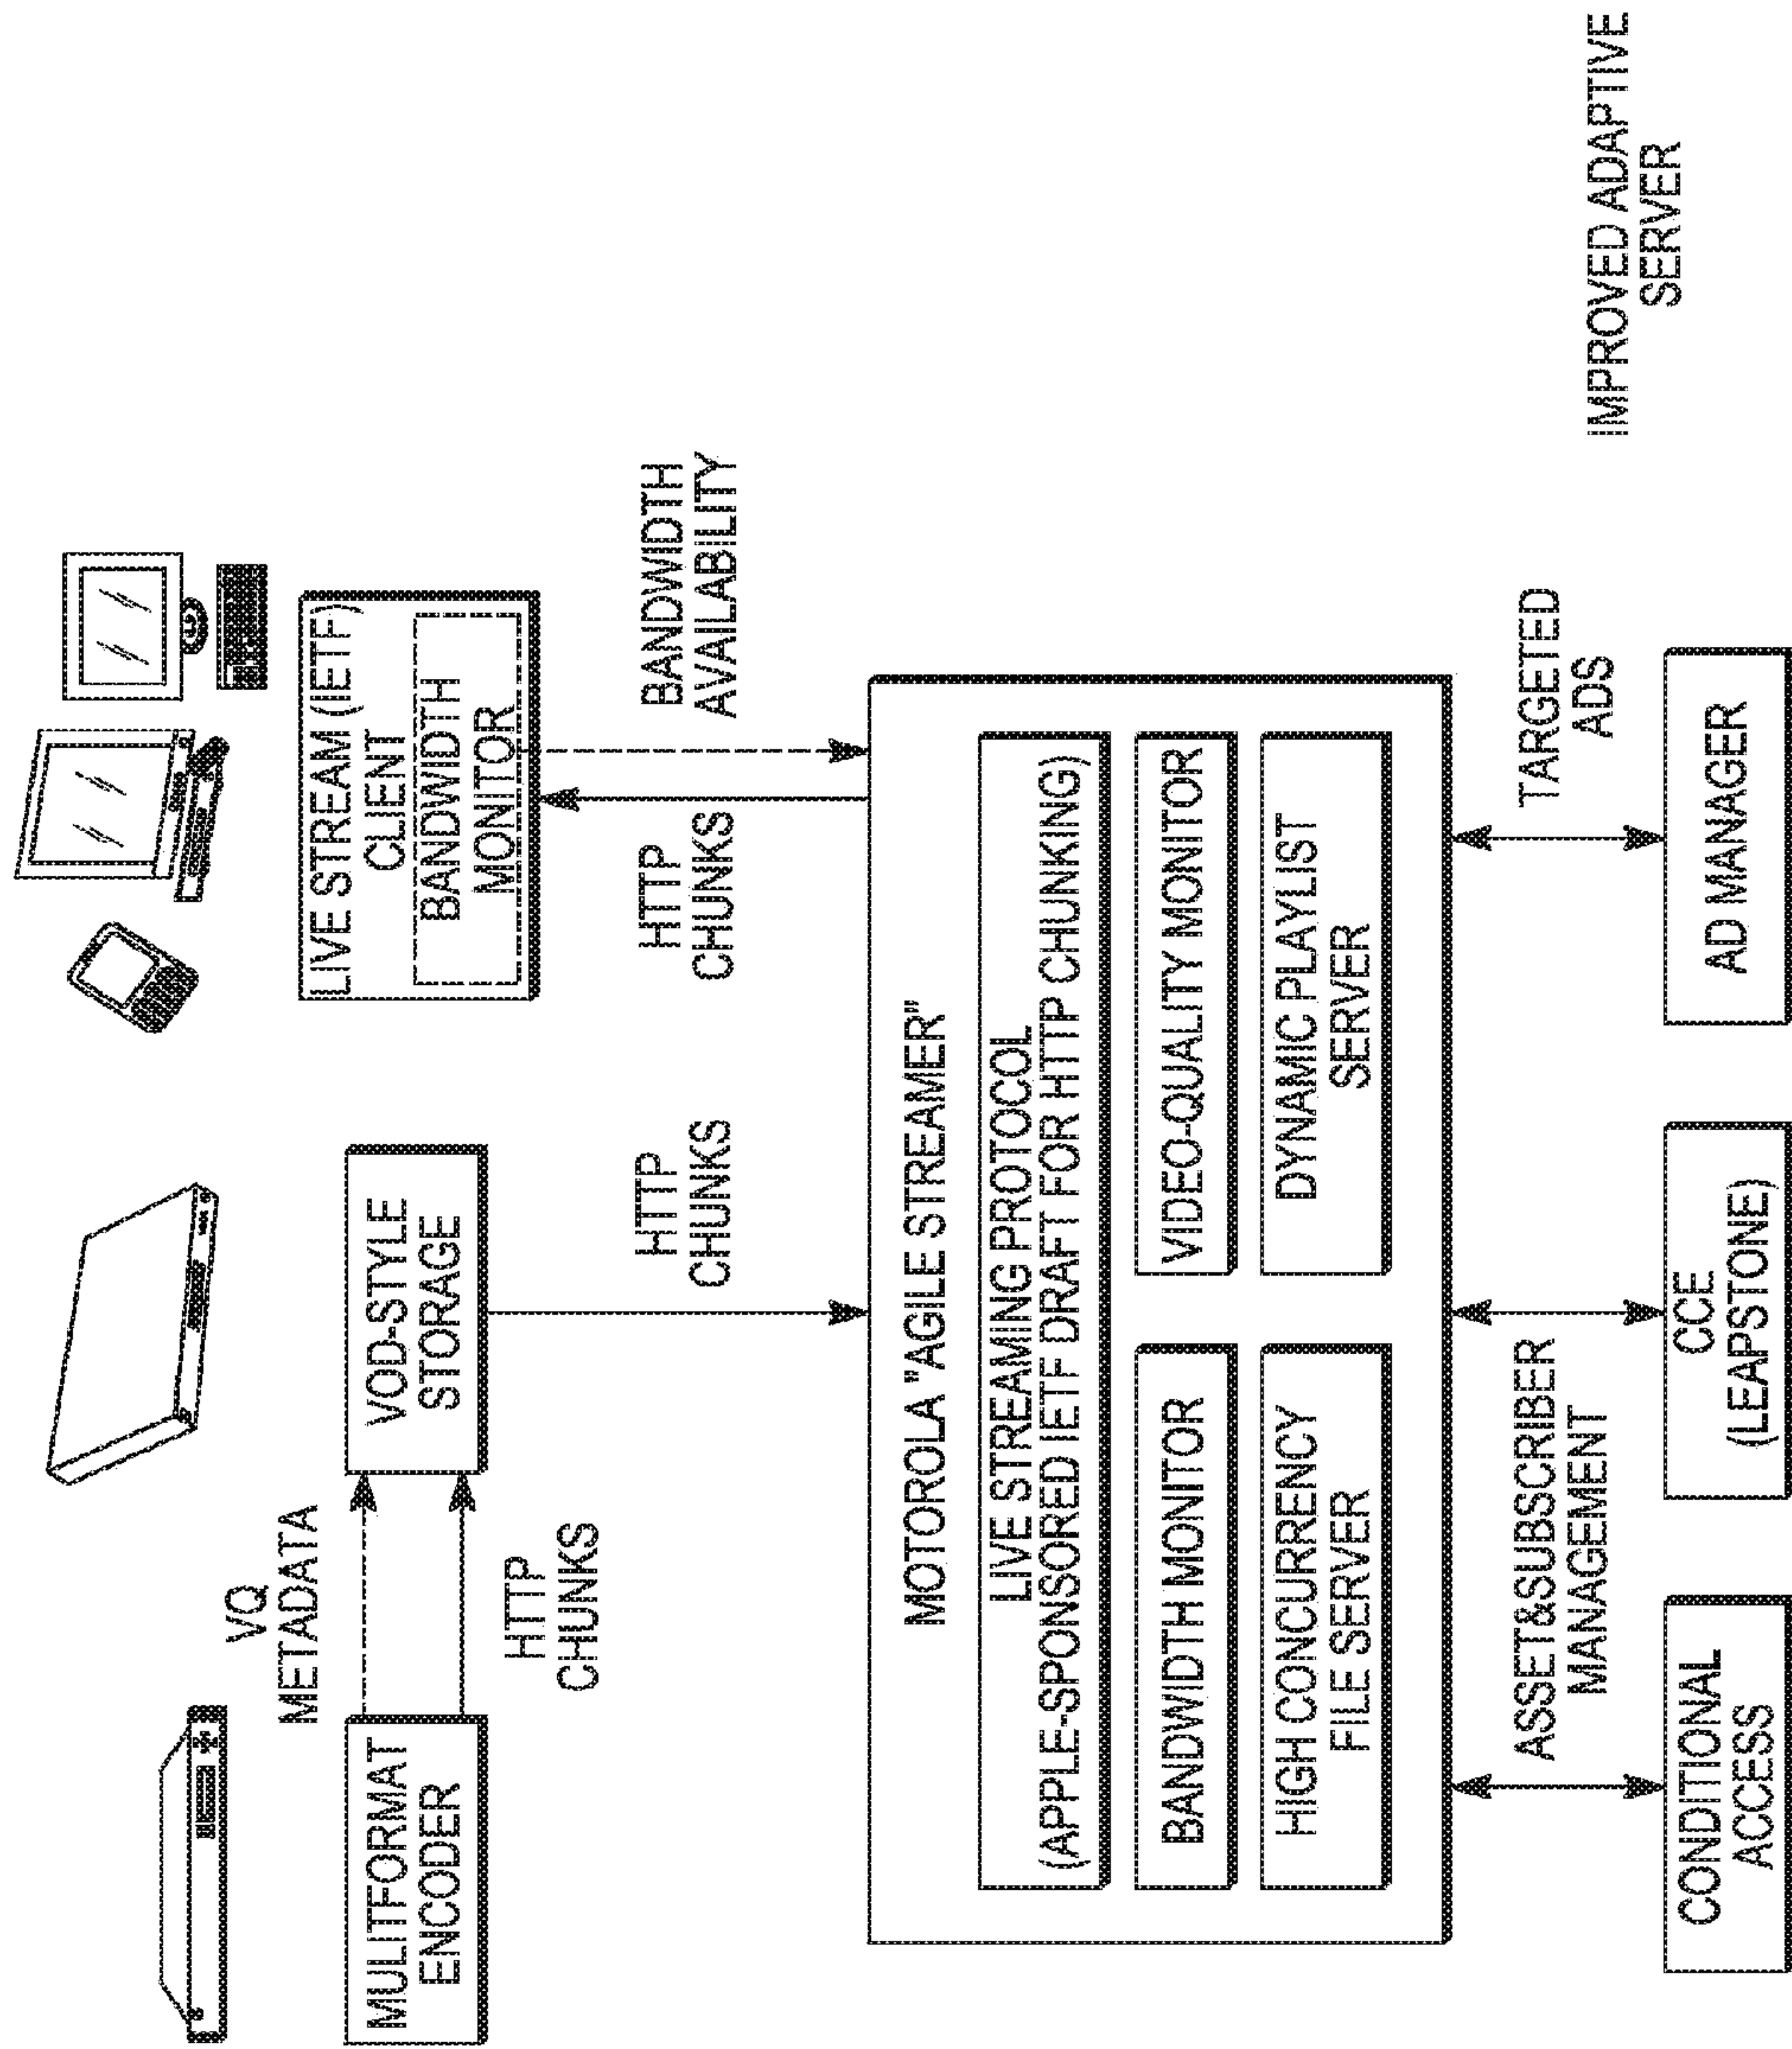 VQ
METADATA
MULITFORMAT
ENCODER
HTTP
CHUNKS
VOD-STYLE
STORAGE
HTTP
CHUNKS
LIVE STREAM (IETF)
CLIENT
BANDWIDTH
MONITOR
HTTP
CHUNKS
BANDWIDTH
AVAILABILITY
MOTOROLA "AGILE STREAMER"
LIVE STREAMING PROTOCOL
(APPLE-SPONSORED IETF DRAFT FOR HTTP CHUNKING)
BANDWIDTH MONITOR
VIDEO-QUALITY MONITOR
HIGH CONCURRENCY
FILE SERVER
DYNAMIC PLAYLIST
SERVER
ASSET&SUBSCRIBER
MANAGEMENT
TARGETED
ADS
CONDITIONAL
ACCESS
CCE
(LEAPSTONE)
AD MANAGER
IMPROVED ADAPTIVE
SERVER